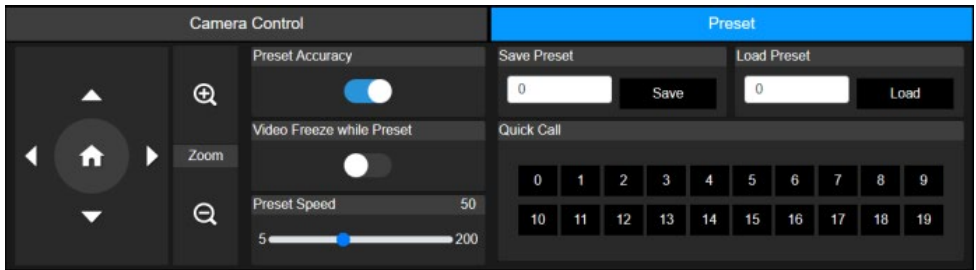 Camera Control
Preset
Zoom
Preset Accuracy
Video Freeze while Preset
Preset Speed 50
5 200
Save Preset
0 Save
Load Preset
0 Load
Quick Call
0 1 2 3 4 5 6 7 8 9
10 11 12 13 14 15 16 17 18 19